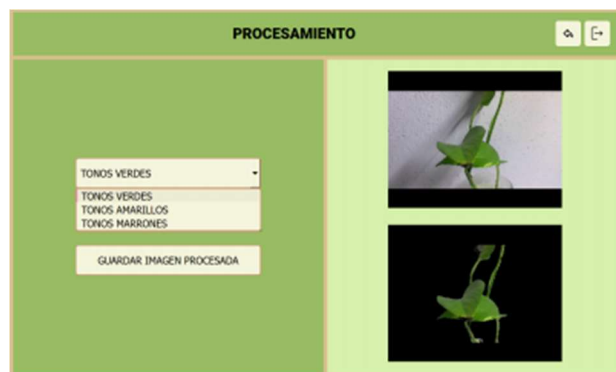 PROCESAMIENTO
TONOS VERDES
TONOS VERDES
TONOS AMARILLOS
TONOS MARRONES
GUARDAR IMAGEN PROCESADA